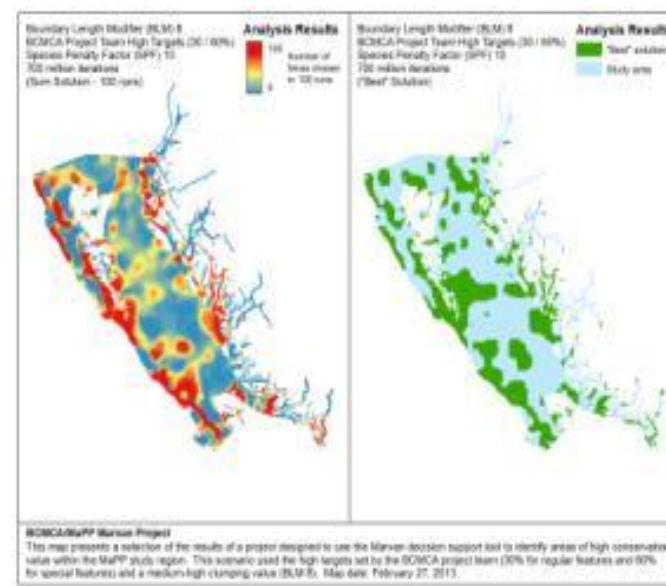 Boundary Length Modifier (BLM) 8
BCMCA Project Team High Targets (30 / 60%)
Species Penalty Factor (SPF) 10
700 million iterations
(Sum Solution - 100 runs)
Analysis Results
100
0
Number of
times chosen
in 100 runs
Boundary Length Modifier (BLM) 8
BCMCA Project Team High Targets (30 / 60%)
Species Penalty Factor (SPF) 10
700 million iterations
("Best" Solution)
Analysis Results
"Best" solution
Study area
BCMCA/MaPP Marxan Project
This map presents a selection of the results of a project designed to use the Marxan decision support tool to identify areas of high conservation
value within the MaPP study region. This scenario used the high targets set by the BCMCA project team (30% for regular features and 60%
for special features) and a medium-high clumping value (BLM 8). Map date: February 27, 2013.